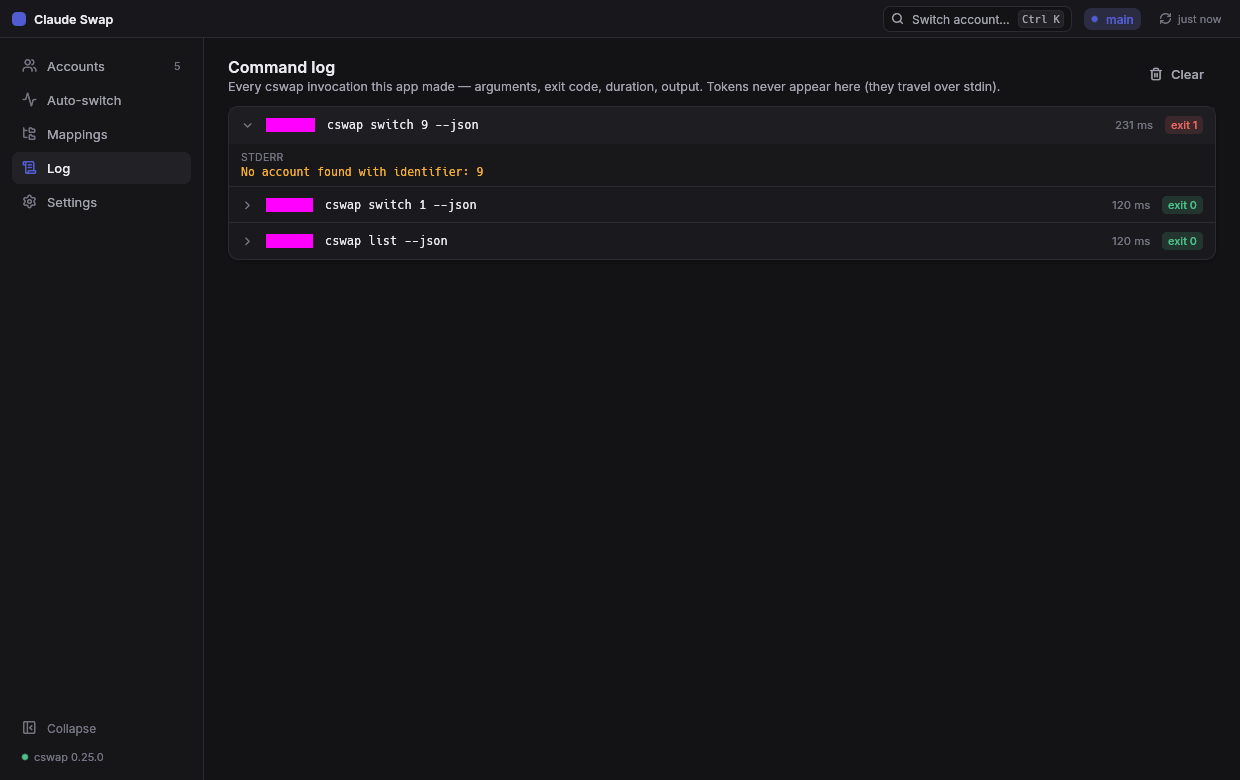 Claude Swap
Switch account... Ctrl K
main
just now
Accounts 5
Auto-switch
Mappings
Log
Settings
Collapse
cswap 0.25.0
Command log
Every cswap invocation this app made — arguments, exit code, duration, output. Tokens never appear here (they travel over stdin).
Clear
cswap switch 9 --json 231 ms exit 1
STDERR
No account found with identifier: 9
cswap switch 1 --json 120 ms exit 0
cswap list --json 120 ms exit 0